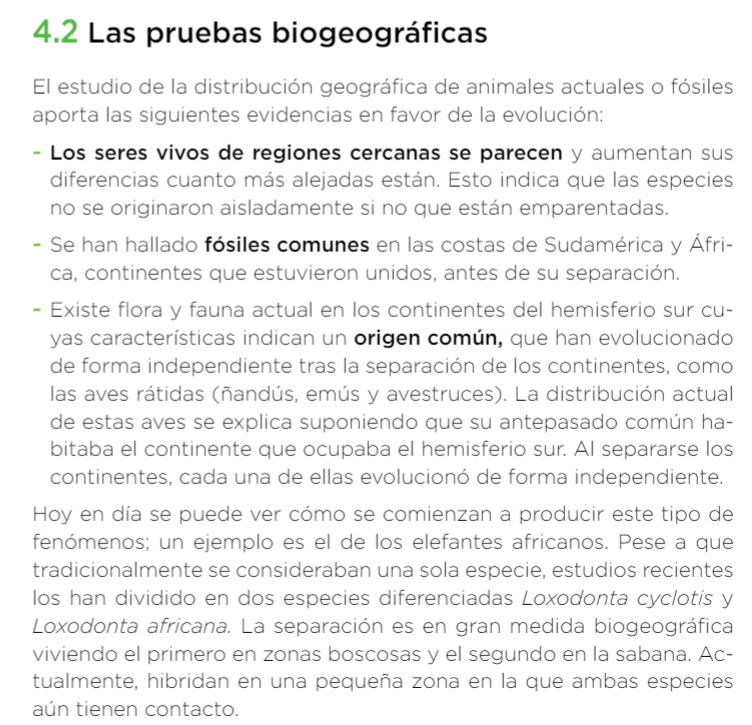 4.2 Las pruebas biogeográficas
El estudio de la distribución geográfica de animales actuales o fósiles
aporta las siguientes evidencias en favor de la evolución:
- Los seres vivos de regiones cercanas se parecen y aumentan sus
diferencias cuanto más alejadas están. Esto indica que las especies
no se originaron aisladamente si no que están emparentadas.
- Se han hallado fósiles comunes en las costas de Sudamérica y Áfri-
ca, continentes que estuvieron unidos, antes de su separación.
- Existe flora y fauna actual en los continentes del hemisferio sur cu-
yas características indican un origen común, que han evolucionado
de forma independiente tras la separación de los continentes, como
las aves rátidas (ñandús, emús y avestruces). La distribución actual
de estas aves se explica suponiendo que su antepasado común ha-
bitaba el continente que ocupaba el hemisferio sur. Al separarse los
continentes, cada una de ellas evolucionó de forma independiente.
Hoy en día se puede ver cómo se comienzan a producir este tipo de
fenómenos; un ejemplo es el de los elefantes africanos. Pese a que
tradicionalmente se consideraban una sola especie, estudios recientes
los han dividido en dos especies diferenciadas Loxodonta cyclotis y
Loxodonta africana. La separación es en gran medida biogeográfica
viviendo el primero en zonas boscosas y el segundo en la sabana. Ac-
tualmente, hibridan en una pequeña zona en la que ambas especies
aún tienen contacto.